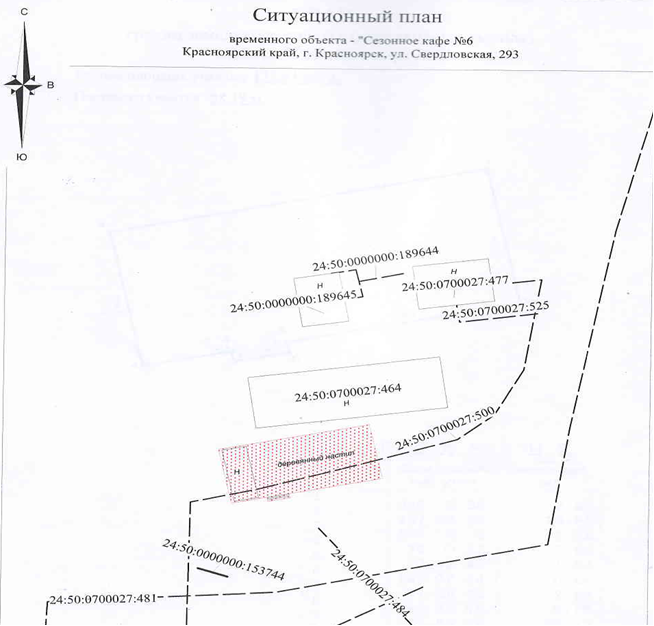 Ситуационный план
временного объекта - "Сезонное кафе №6
Красноярский край, г. Красноярск, ул. Свердловская, 293
С
В
Ю
24:50:0000000:189644
н
24:50:0000000:189645
н
24:50:0700027:477
24:50:0700027:525
24:50:0700027:464
н
24:50:0700027:500
н
деревянный настил
24:50:0000000:153744
24:50:0700027:484
24:50:0700027:481